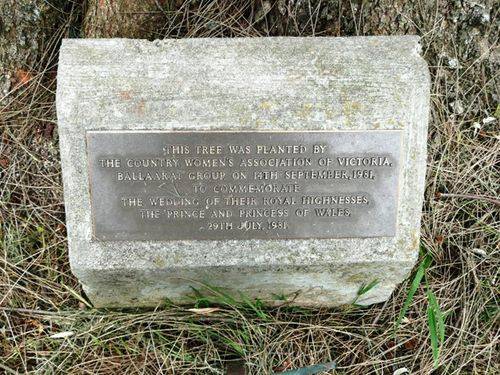 THIS TREE WAS PLANTED BY
THE COUNTRY WOMEN'S ASSOCIATION OF VICTORIA,
BALLAARAT GROUP ON 14TH SEPTEMBER, 1981,
TO COMMEMORATE
THE WEDDING OF THEIR ROYAL HIGHNESSES,
THE PRINCE AND PRINCESS OF WALES,
29TH JULY, 1981.